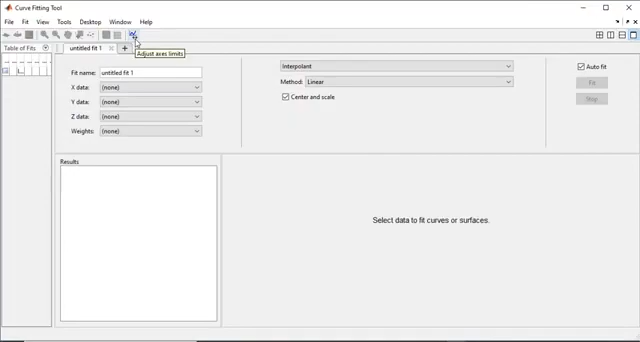 Curve Fitting Tool
File Fit View Tools Desktop Window Help
Table of Fits
untitled fit 1
Adjust axes limits
Fit name: untitled fit 1
X data: (none)
Y data: (none)
Z data: (none)
Weights: (none)
Interpolant
Method: Linear
Center and scale
Auto fit
Fit
Stop
Results
Select data to fit curves or surfaces.